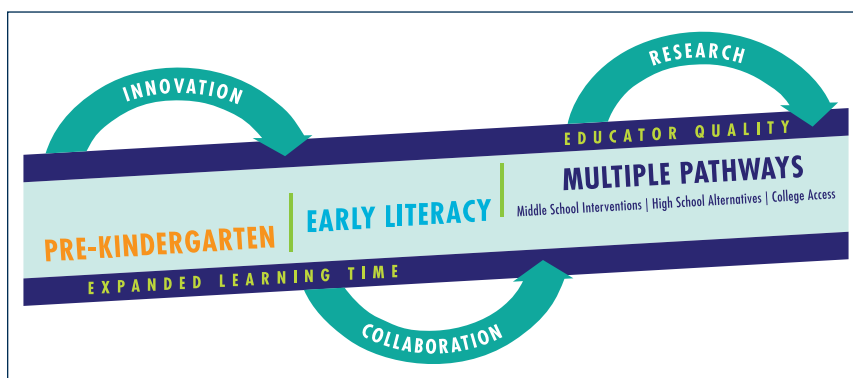 INNOVATION
RESEARCH
EDUCATOR QUALITY
PRE-KINDERGARTEN
EARLY LITERACY
MULTIPLE PATHWAYS
Middle School Interventions | High School Alternatives | College Access
EXPANDED LEARNING TIME
COLLABORATION